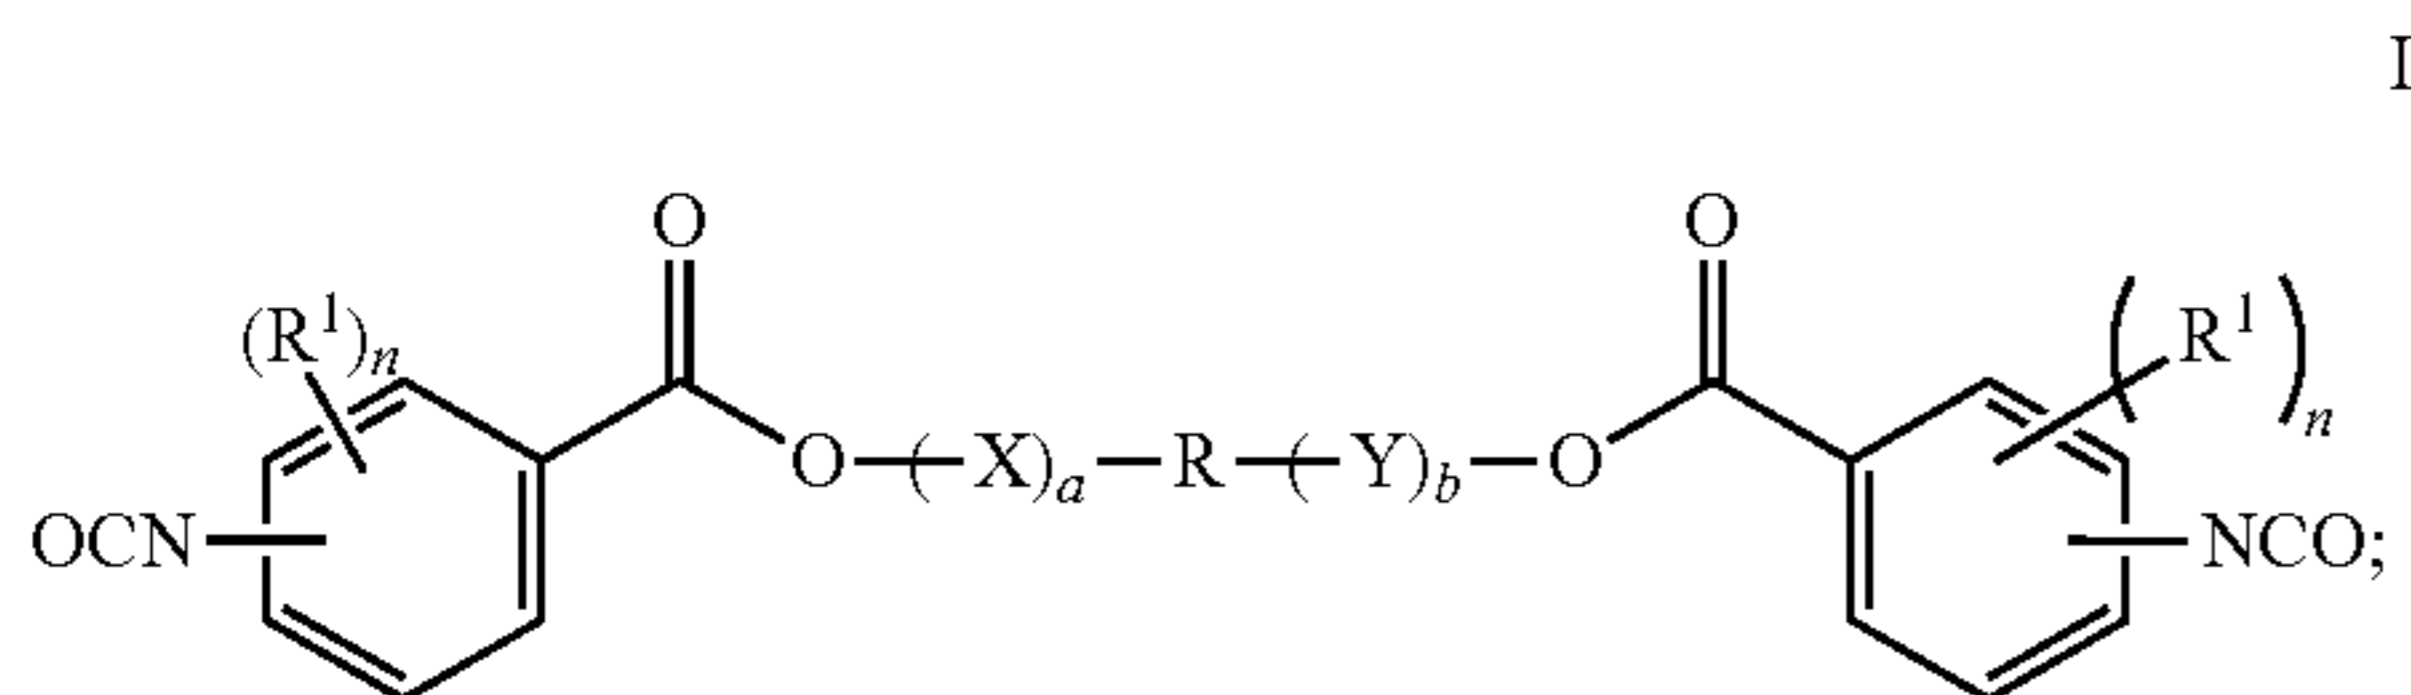 I
O O
(R¹)ₙ (R¹)ₙ
O—(X)ₐ—R—(Y)b—O
OCN NCO;